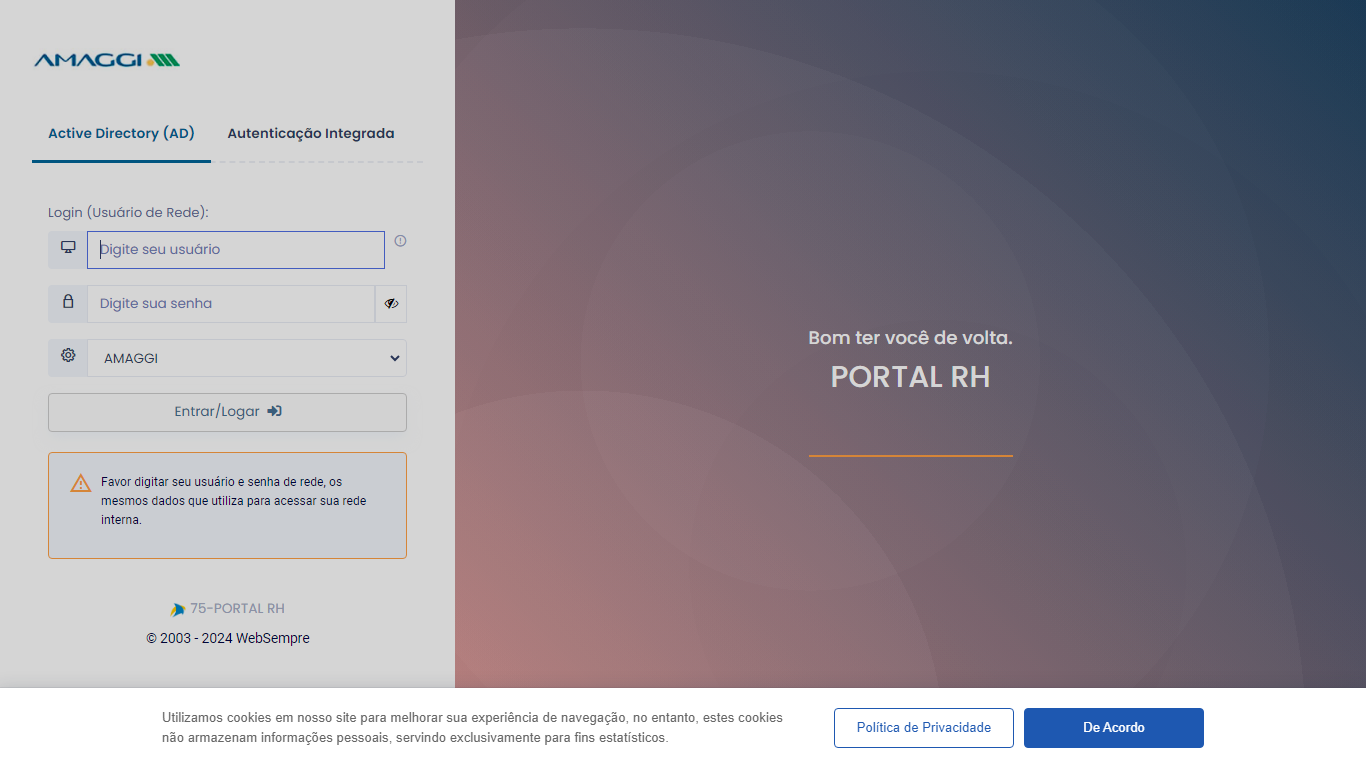 AMAGGI
Active Directory (AD)
Autenticação Integrada
Login (Usuário de Rede):
Digite seu usuário
Digite sua senha
AMAGGI
Entrar/Logar
Favor digitar seu usuário e senha de rede, os
mesmos dados que utiliza para acessar sua rede
interna.
75-PORTAL RH
© 2003 - 2024 WebSempre
Bom ter você de volta.
PORTAL RH
Utilizamos cookies em nosso site para melhorar sua experiência de navegação, no entanto, estes cookies
não armazenam informações pessoais, servindo exclusivamente para fins estatísticos.
Política de Privacidade
De Acordo